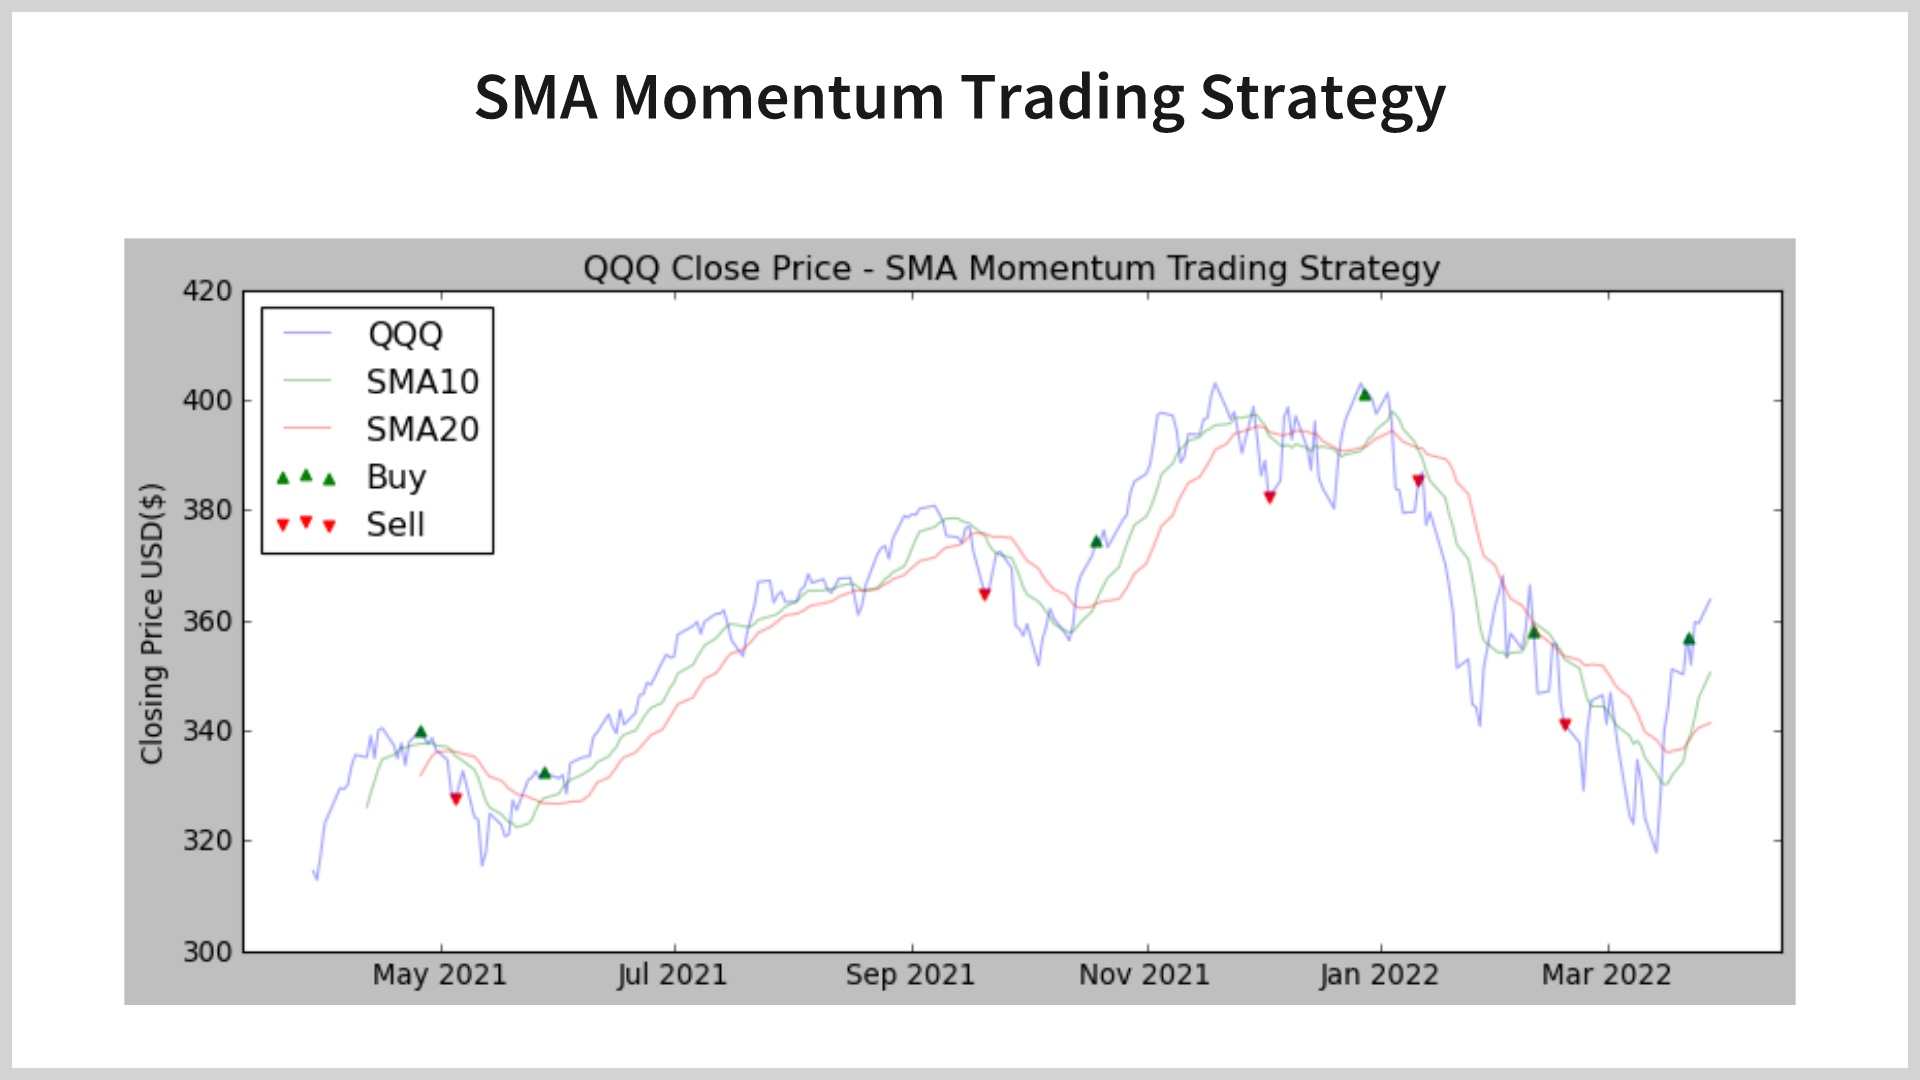 SMA Momentum Trading Strategy
QQQ Close Price - SMA Momentum Trading Strategy
420
400
380
360
340
320
300
Closing Price USD($)
QQQ
SMA10
SMA20
Buy
Sell
May 2021 Jul 2021 Sep 2021 Nov 2021 Jan 2022 Mar 2022